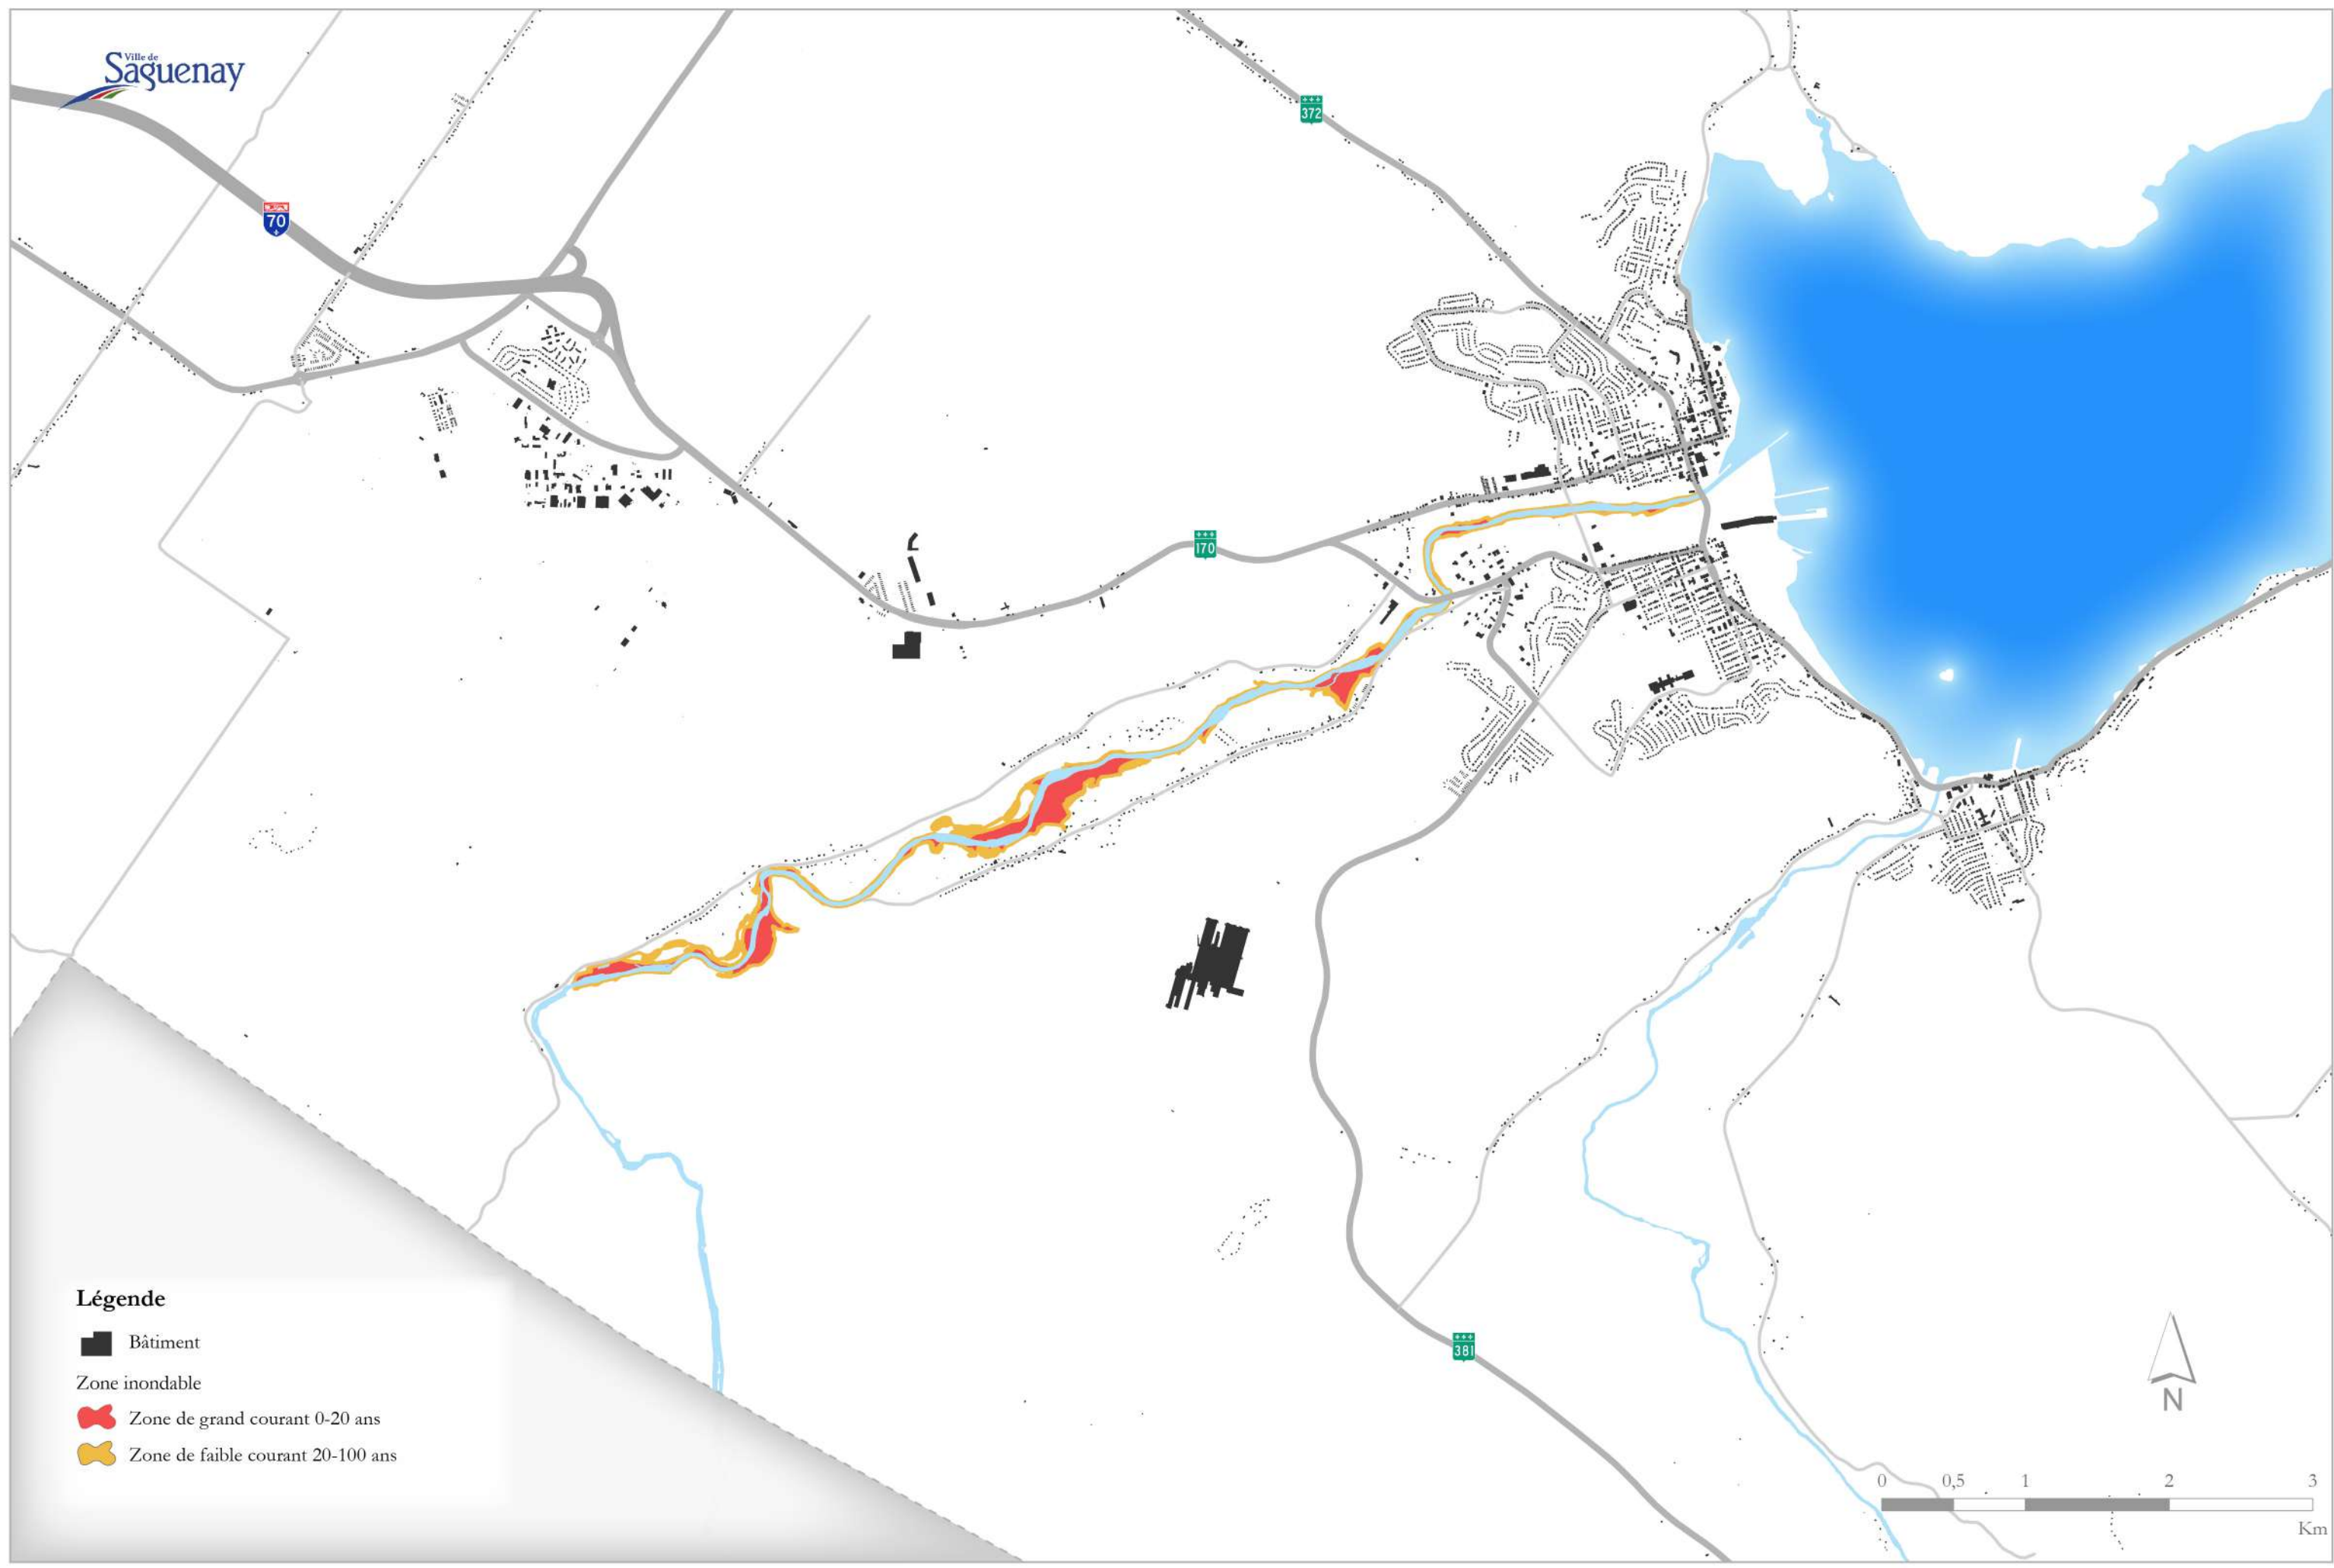 Ville de
Saguenay
372
70
170
381
Légende
Bâtiment
Zone inondable
Zone de grand courant 0-20 ans
Zone de faible courant 20-100 ans
N
0 0,5 1 2 3
Km